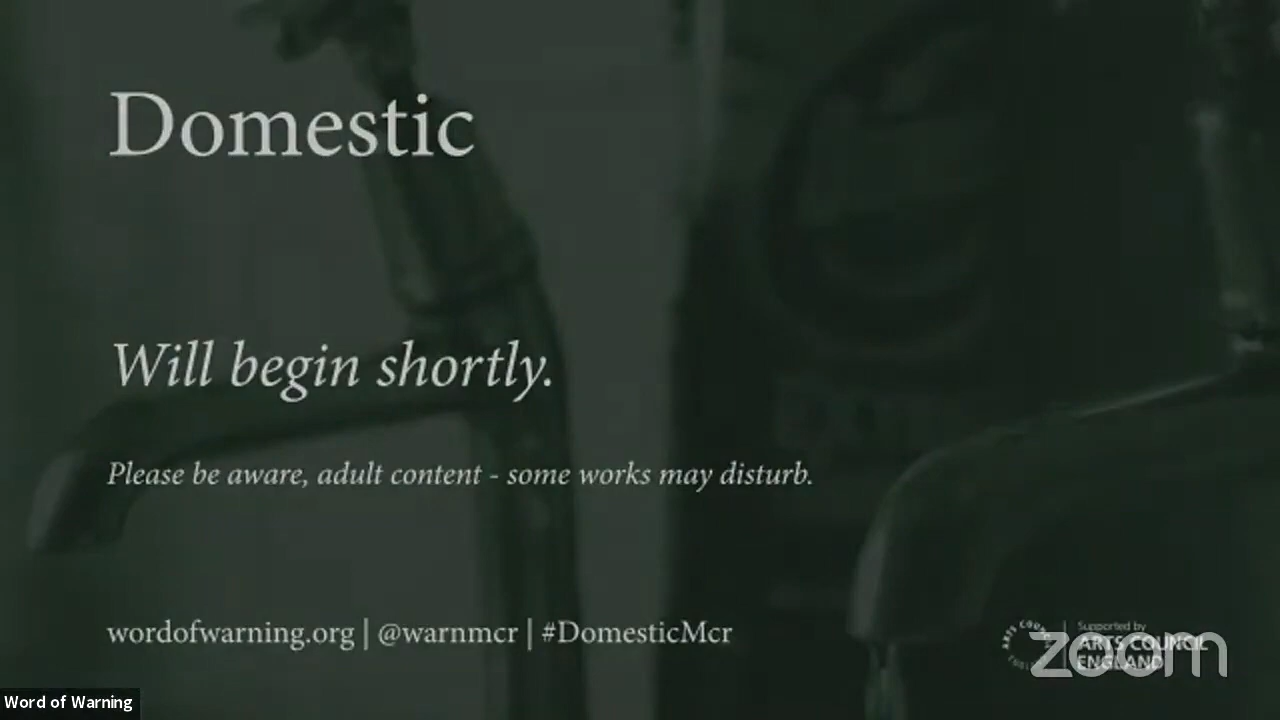 Domestic
Will begin shortly.
Please be aware, adult content - some works may disturb.
wordofwarning.org | @warnmcr | #DomesticMcr
Supported by
ARTS COUNCIL
ENGLAND
zoom
Word of Warning